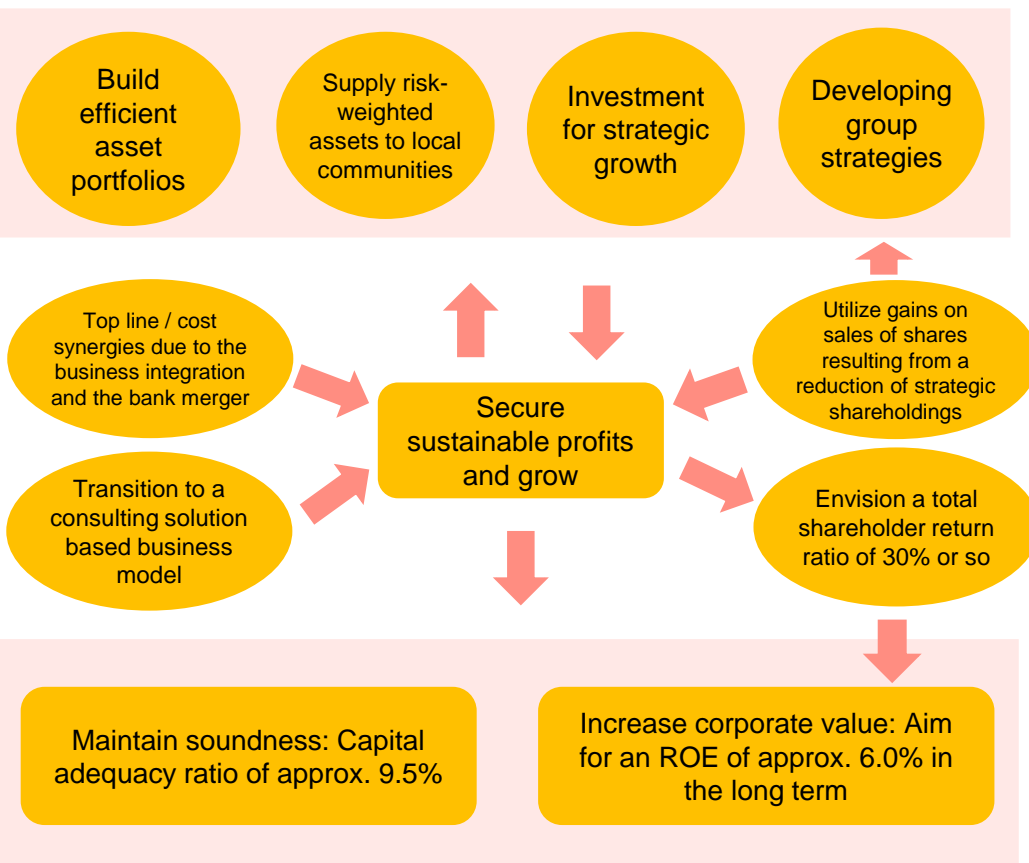 Build
efficient
asset
portfolios
Supply risk-
weighted
assets to local
communities
Investment
for strategic
growth
Developing
group
strategies
Top line / cost
synergies due to the
business integration
and the bank merger
Utilize gains on
sales of shares
resulting from a
reduction of strategic
shareholdings
Secure
sustainable profits
and grow
Transition to a
consulting solution
based business
model
Envision a total
shareholder return
ratio of 30% or so
Maintain soundness: Capital
adequacy ratio of approx. 9.5%
Increase corporate value: Aim
for an ROE of approx. 6.0% in
the long term